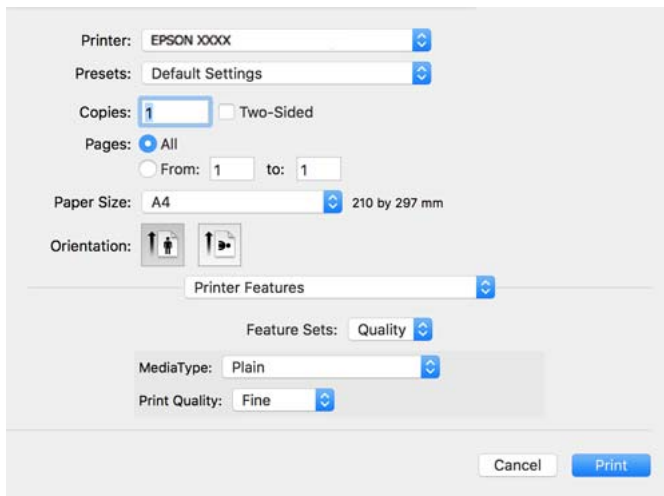 Printer: EPSON XXXX
Presets: Default Settings
Copies: 1 Two-Sided
Pages: All
From: 1 to: 1
Paper Size: A4 210 by 297 mm
Orientation:
Printer Features
Feature Sets: Quality
MediaType: Plain
Print Quality: Fine
Cancel Print